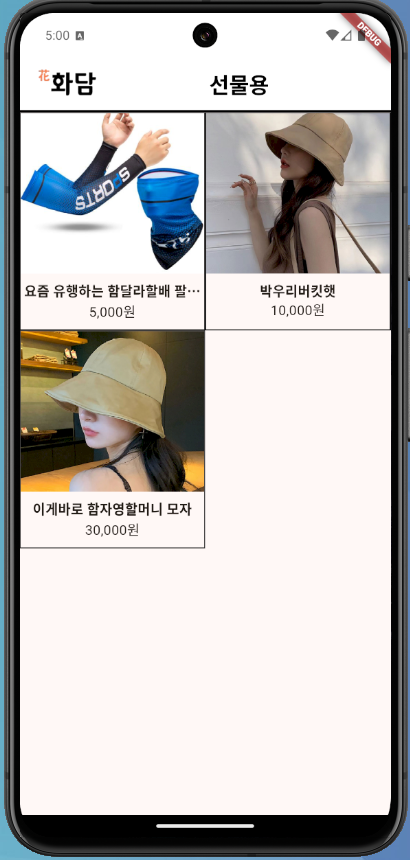 5:00 A
DEBUG
花화담
선물용
SPORTS
요즘 유행하는 함달라할배 팔…
5,000원
박우리버킷햇
10,000원
이게바로 함자영할머니 모자
30,000원